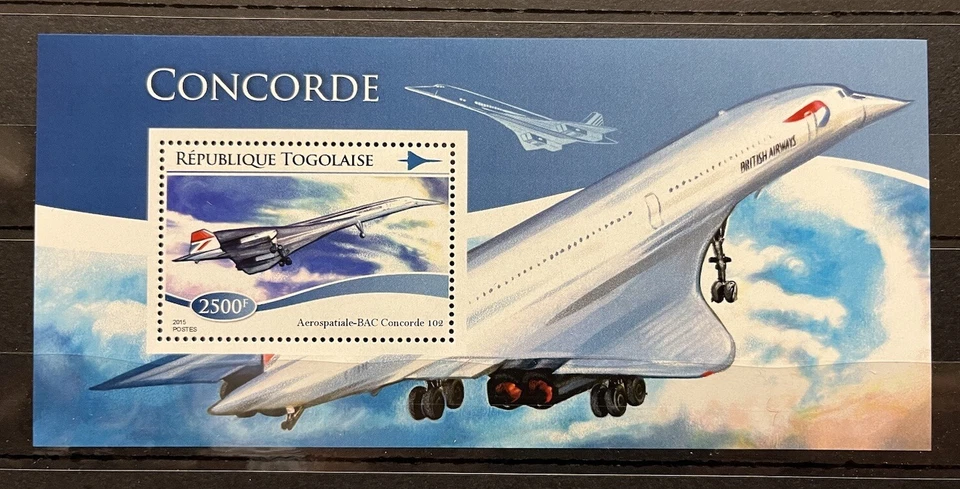 CONCORDE
RÉPUBLIQUE TOGOLAISE
2500F
2015
POSTES
Aerospatiale-BAC Concorde 102
BRITISH AIRWAYS